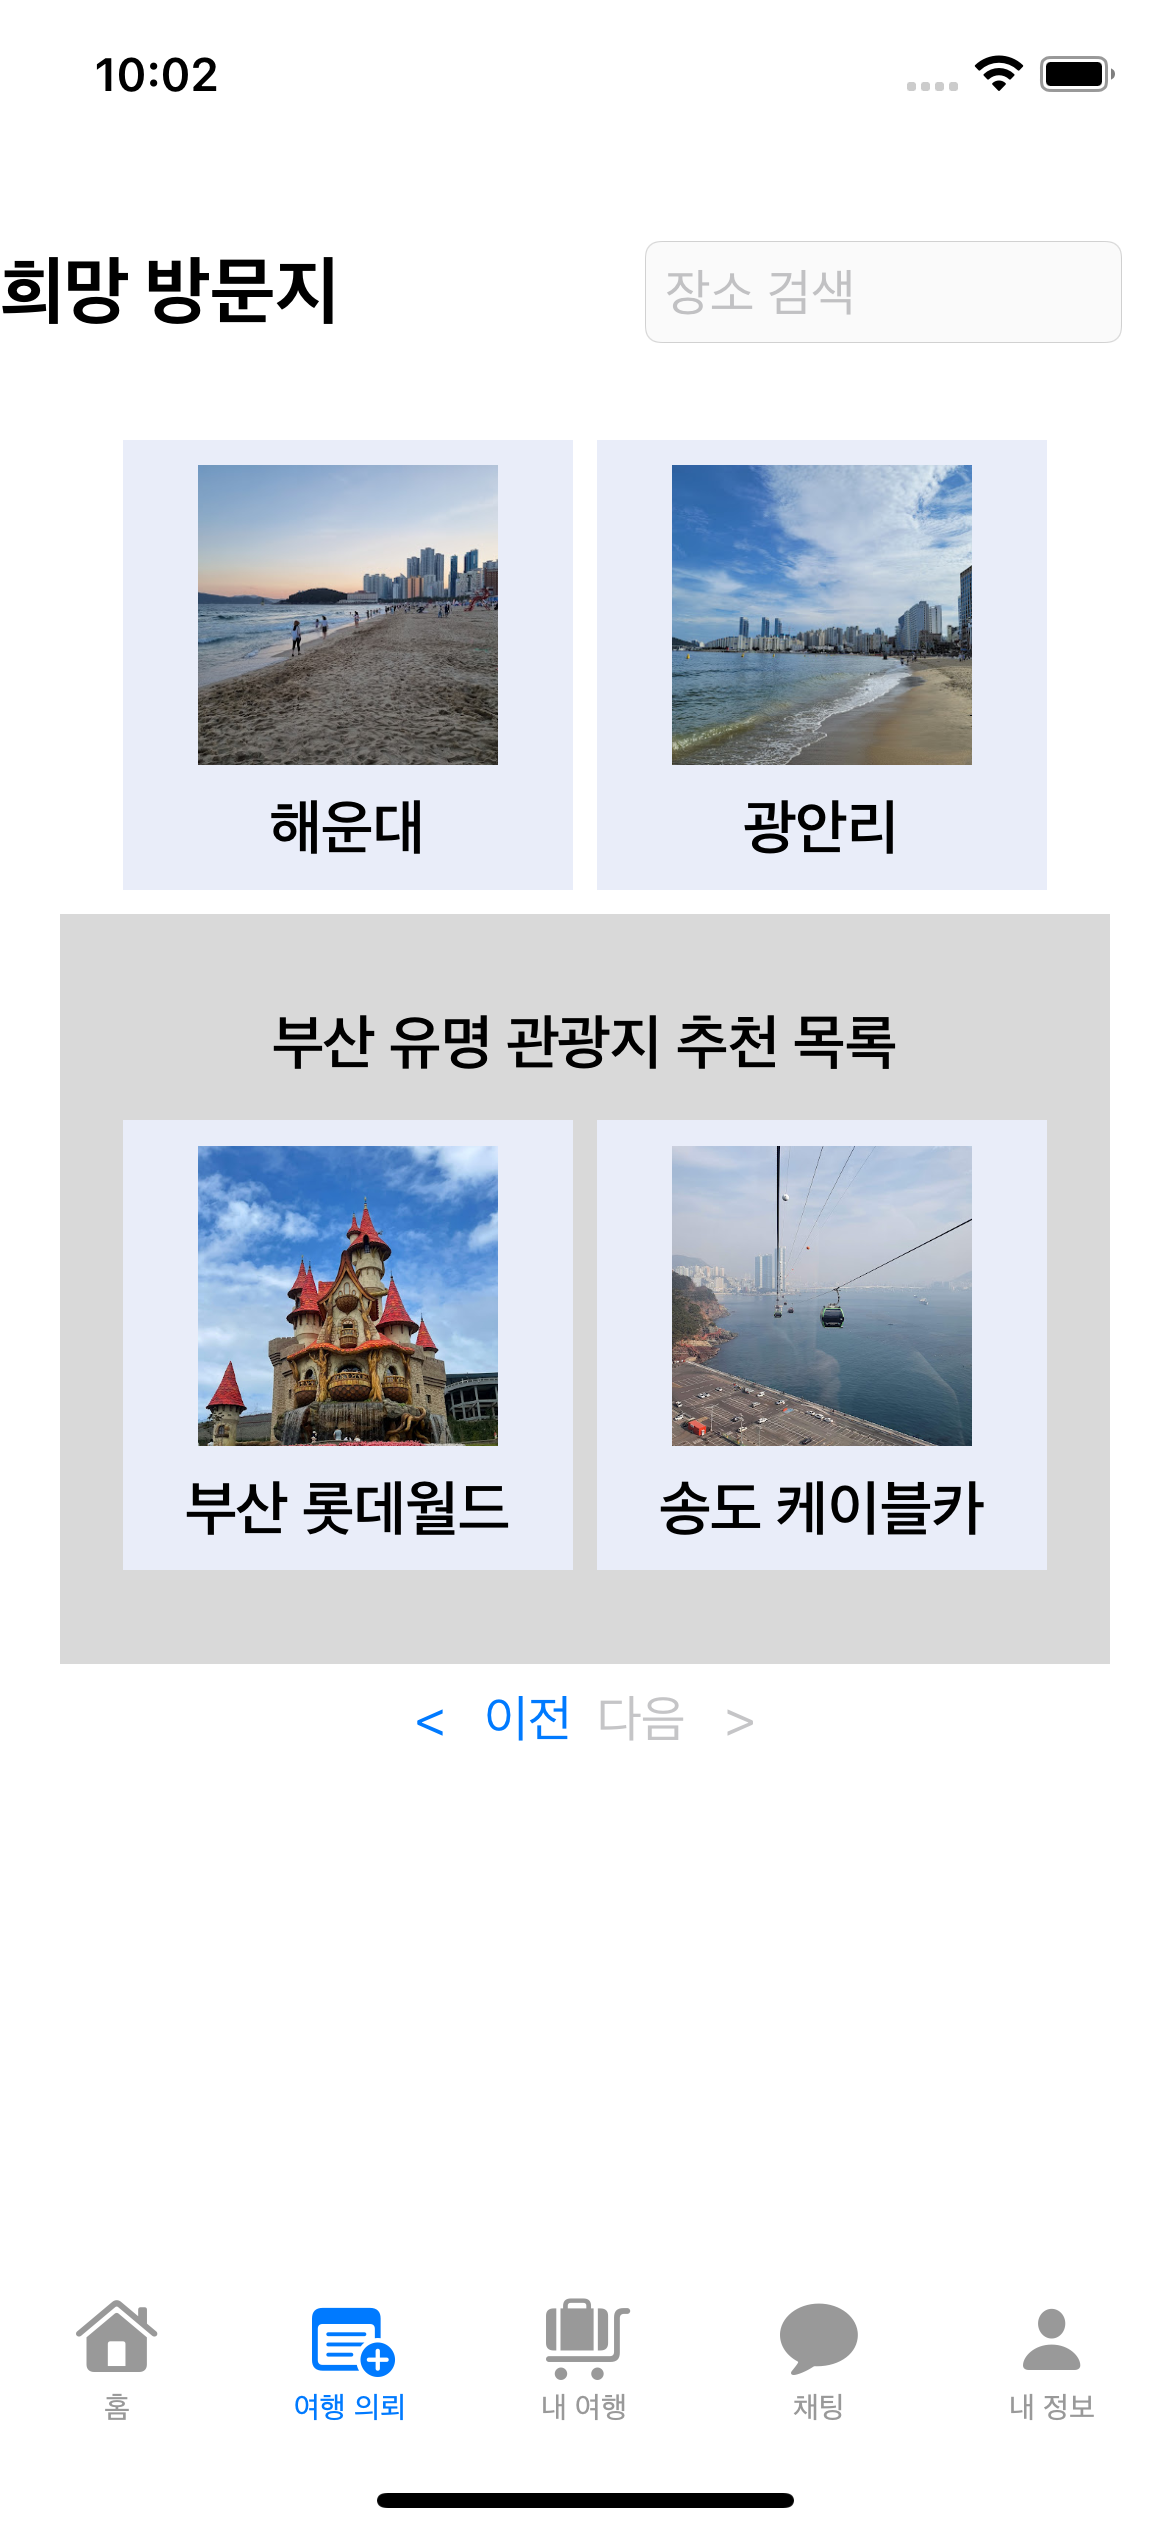 10:02
희망 방문지
장소 검색
해운대
광안리
부산 유명 관광지 추천 목록
부산 롯데월드
송도 케이블카
< 이전 다음 >
홈
여행 의뢰
내 여행
채팅
내 정보